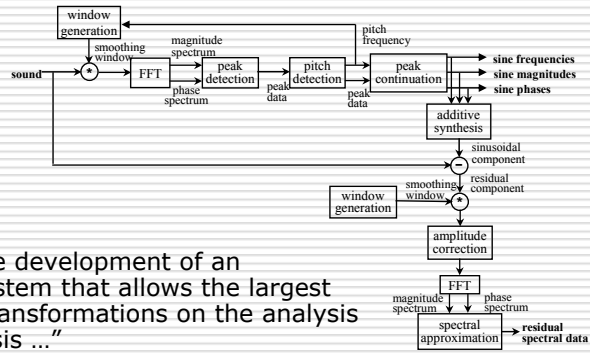 window
generation
smoothing
window
sound
*
FFT
magnitude
spectrum
phase
spectrum
peak
detection
peak
data
pitch
detection
pitch
frequency
peak
data
peak
continuation
sine frequencies
sine magnitudes
sine phases
additive
synthesis
sinusoidal
component
−
residual
component
window
generation
smoothing
window
*
amplitude
correction
FFT
magnitude
spectrum
phase
spectrum
spectral
approximation
residual
spectral data
e development of an
stem that allows the largest
ansformations on the analysis
sis …”